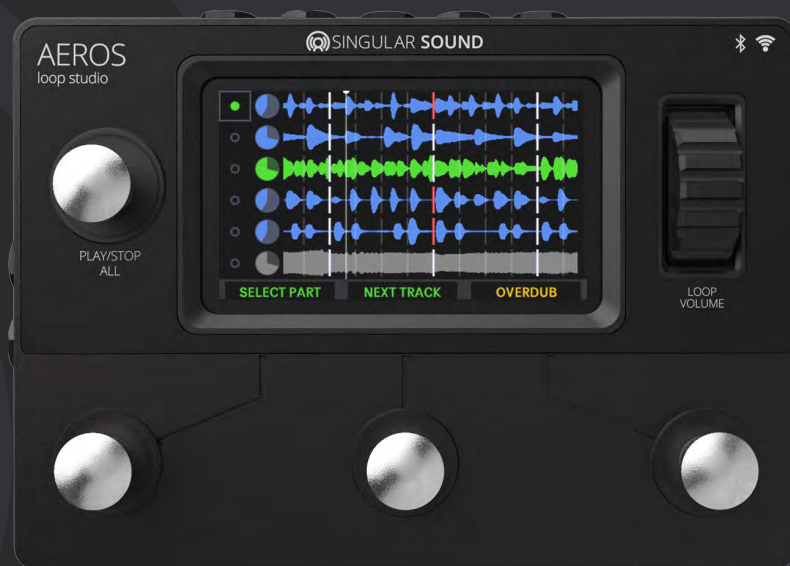 AEROS
loop studio
SINGULAR SOUND
PLAY/STOP
ALL
SELECT PART
NEXT TRACK
OVERDUB
LOOP
VOLUME